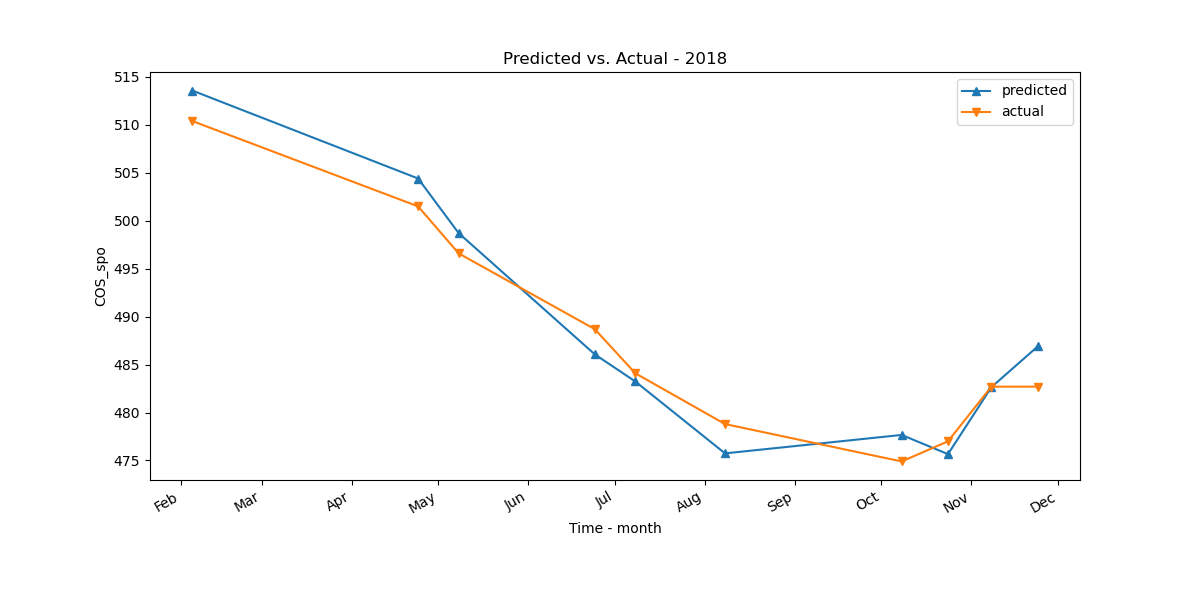 Predicted vs. Actual - 2018
predicted
actual
COS_spo
515
510
505
500
495
490
485
480
475
Feb
Mar
Apr
May
Jun
Jul
Aug
Sep
Oct
Nov
Dec
Time - month